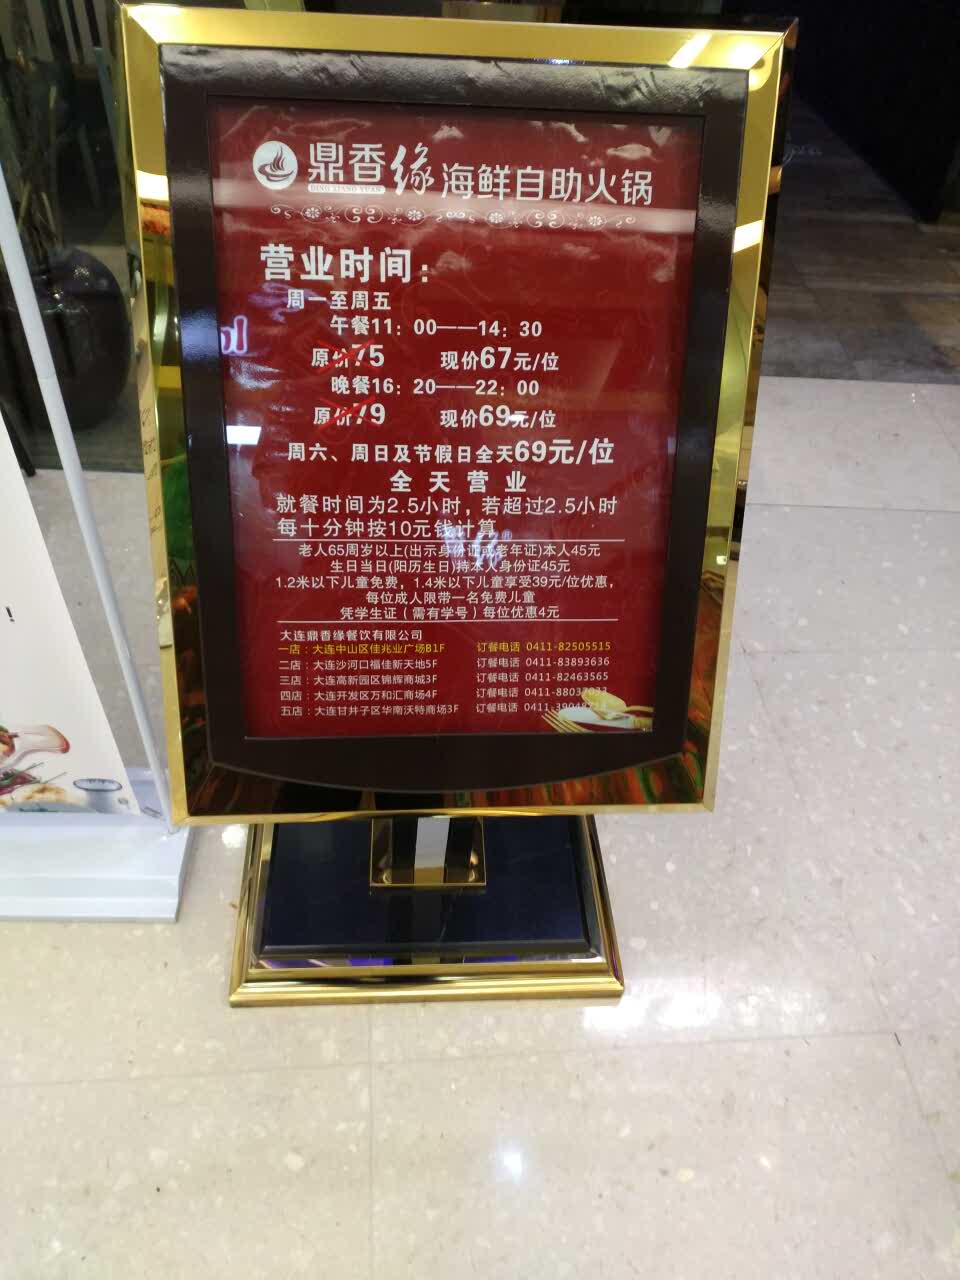 鼎香缘 海鲜自助火锅
DING XIANG YUAN
营业时间：
周一至周五
午餐11：00——14：30
原价75 现价67元/位
晚餐16：20——22：00
原价79 现价69元/位
周六、周日及节假日全天69元/位
全天营业
就餐时间为2.5小时，若超过2.5小时
每十分钟按10元钱计算
老人65周岁以上(出示身份证或老年证)本人45元
生日当日(阳历生日)持本人身份证45元
1.2米以下儿童免费，1.4米以下儿童享受39元/位优惠，
每位成人限带一名免费儿童
凭学生证（需有学号）每位优惠4元
大连鼎香缘餐饮有限公司
一店：大连中山区佳兆业广场B1F 订餐电话 0411-82505515
二店：大连沙河口福佳新天地5F 订餐电话 0411-83893636
三店：大连高新园区锦辉商城3F 订餐电话 0411-82463565
四店：大连开发区万和汇商场4F 订餐电话 0411-88037033
五店：大连甘井子区华南沃特商场3F 订餐电话